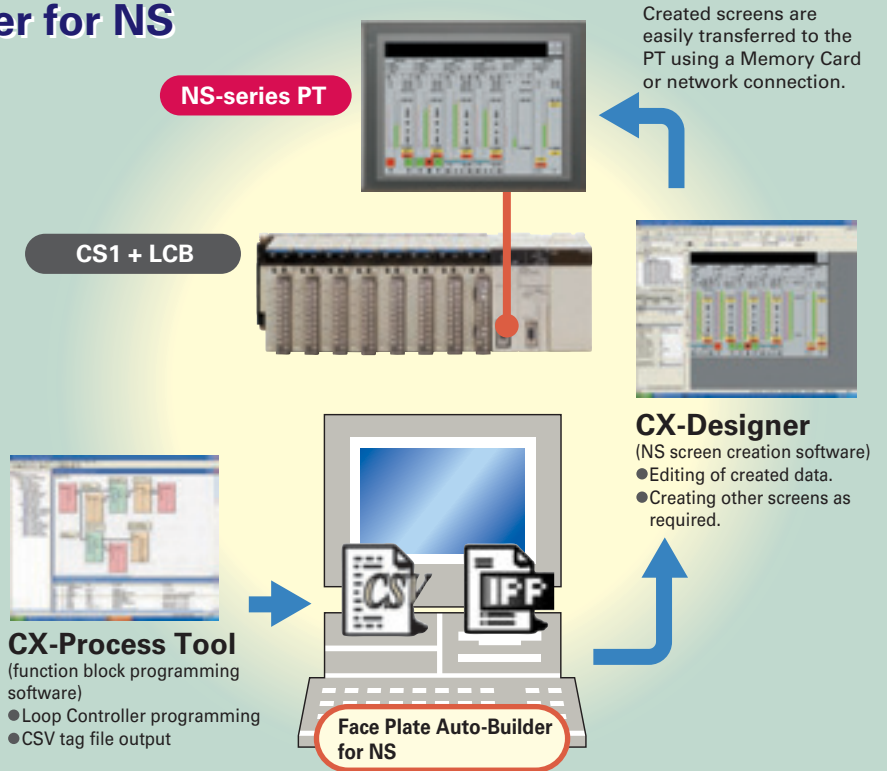 er for NS
Created screens are
easily transferred to the
PT using a Memory Card
or network connection.
NS-series PT
CS1 + LCB
CX-Designer
(NS screen creation software)
●Editing of created data.
●Creating other screens as
required.
CSV
IPP
CX-Process Tool
(function block programming
software)
●Loop Controller programming
●CSV tag file output
Face Plate Auto-Builder
for NS